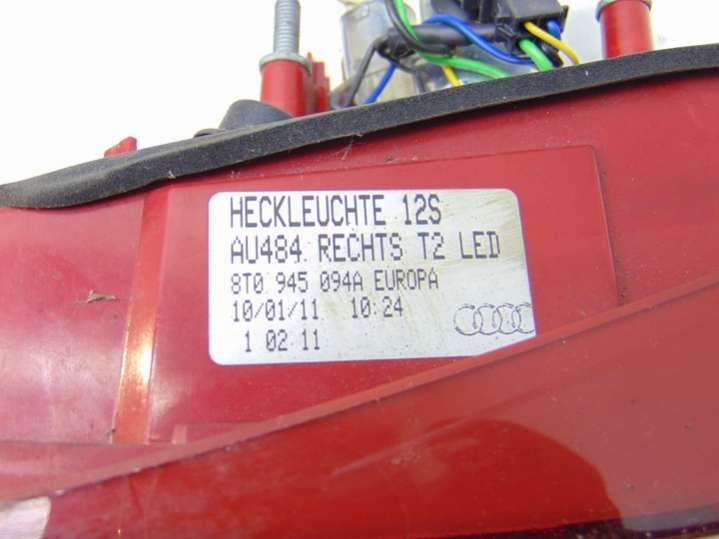 HECKLEUCHTE 12S
AU484 RECHTS T2 LED
8T0 945 094A EUROPA
10/01/11 10:24
1 02 11